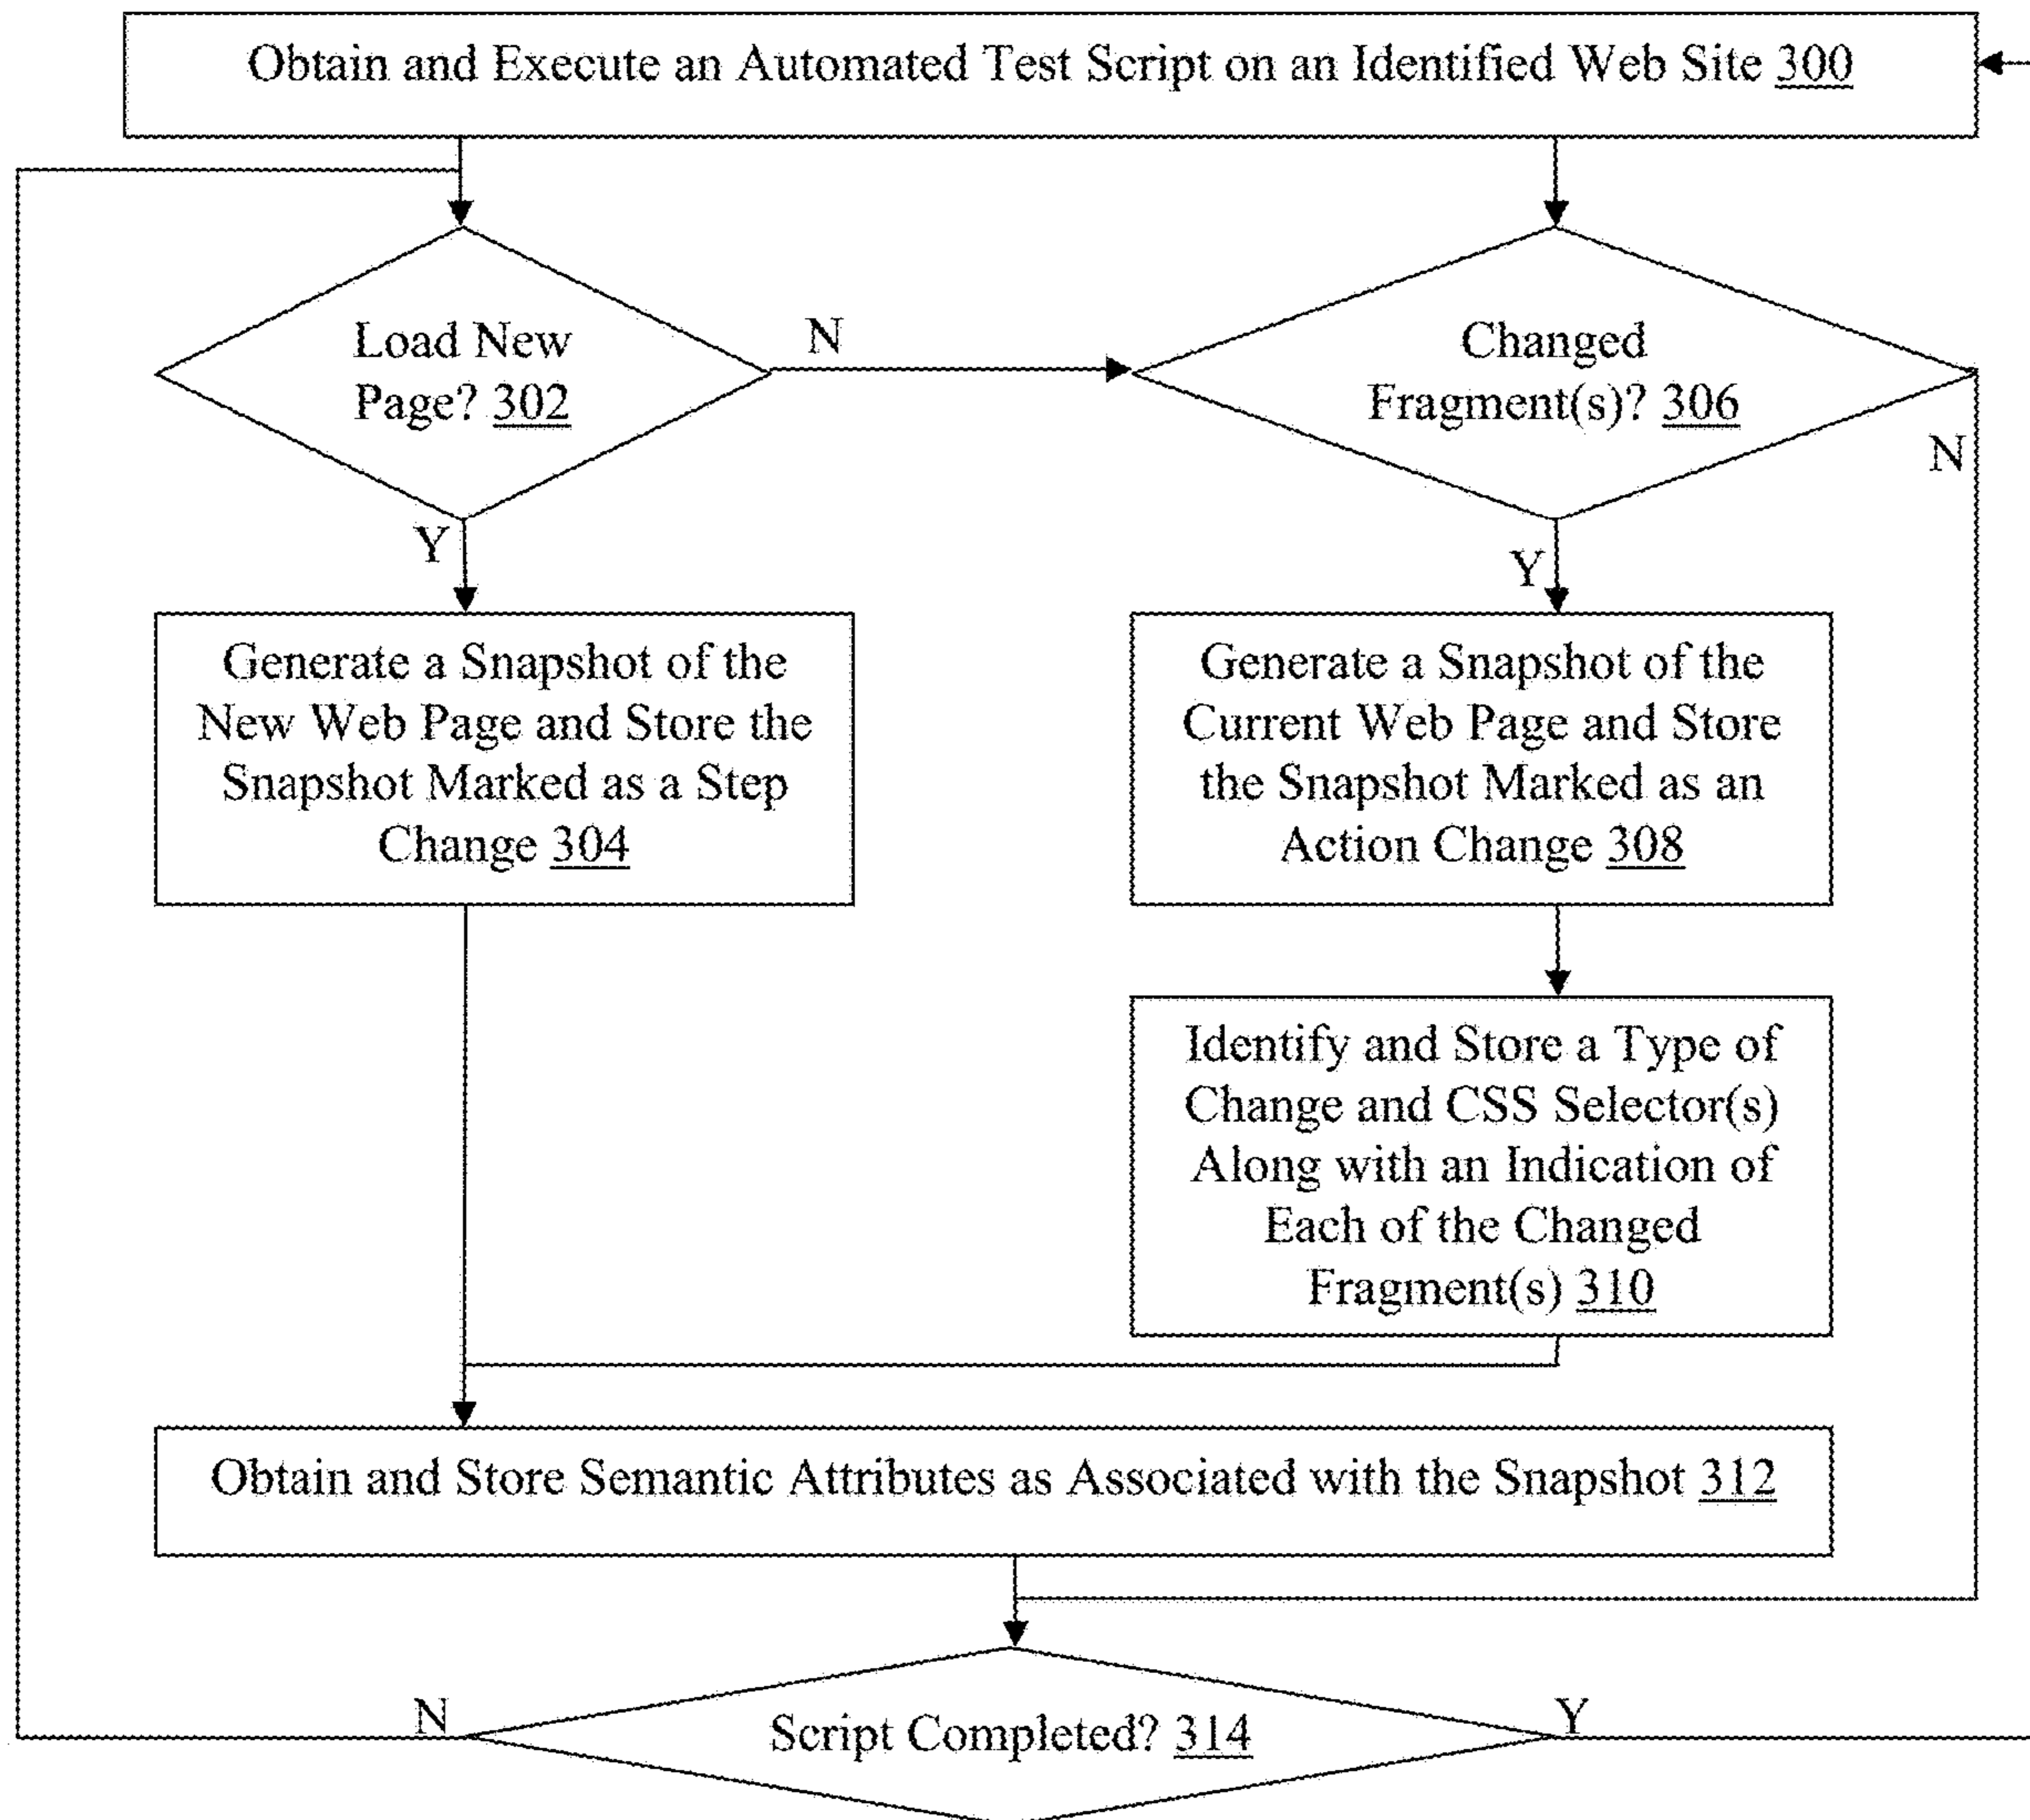 Obtain and Execute an Automated Test Script on an Identified Web Site 300
Load New
Page? 302
N
Changed
Fragment(s)? 306
N
Y
Y
Generate a Snapshot of the
New Web Page and Store the
Snapshot Marked as a Step
Change 304
Generate a Snapshot of the
Current Web Page and Store
the Snapshot Marked as an
Action Change 308
Identify and Store a Type of
Change and CSS Selector(s)
Along with an Indication of
Each of the Changed
Fragment(s) 310
Obtain and Store Semantic Attributes as Associated with the Snapshot 312
N
Script Completed? 314
Y